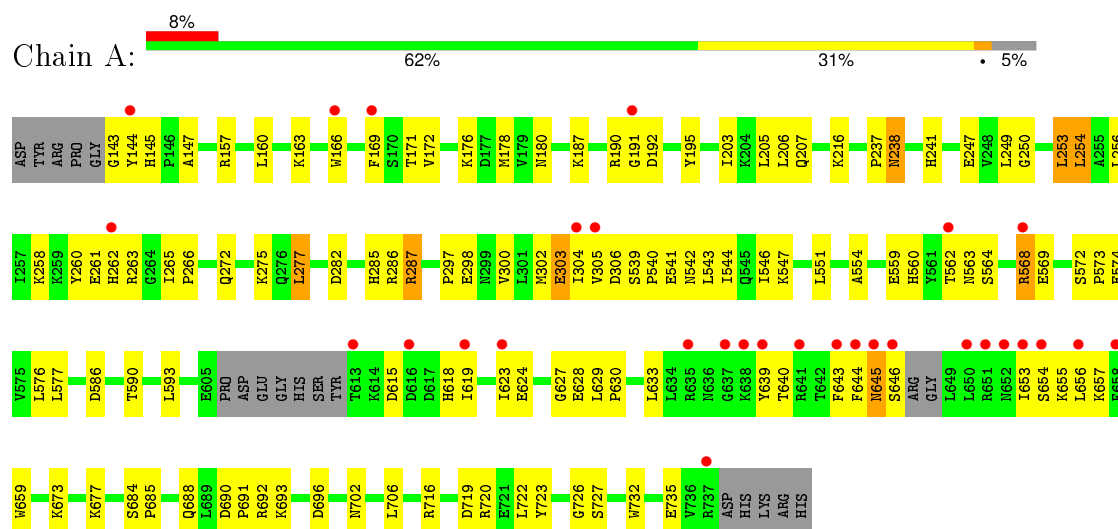 8%
Chain A:
62% 31% • 5%
ASP TYR ARG PRO GLY G143 Y144 H145 P146 A147 R157 L160 K163 W166 F169 S170 T171 V172 K176 D177 M178 V179 N180 K187 R190 G191 D192 Y195 I203 K204 L205 L206 Q207 K216 P237 N238 H241 E247 V248 L249 G250 L253 L254 A255 L256
I257 K258 K259 Y260 E261 H262 R263 G264 I265 P266 Q272 K275 Q276 L277 D282 H285 R286 R287 P297 E298 N299 V300 L301 M302 E303 I304 V305 D306 S539 P540 E541 N542 L543 I544 Q545 I546 K547 L551 A554 E559 H560 Y561 T562 N563 S564 R568 E569 S572 P573 E574
V575 L576 L577 D586 T590 L593 E605 PRO ASP GLU GLY HIS SER TYR T613 K614 D615 D616 D617 H618 I619 I623 E624 G627 E628 L629 P630 L633 L634 R635 N636 G637 K638 Y639 T640 R641 T642 F643 F644 N645 S646 ARG GLY L649 L650 R651 N652 I653 S654 K655 L656 K657 E658
W659 K673 K677 S684 P685 Q688 L689 D690 P691 R692 K693 D696 N702 L706 R716 D719 R720 E721 L722 Y723 G726 S727 W732 E735 V736 R737 ASP HIS LYS ARG HIS